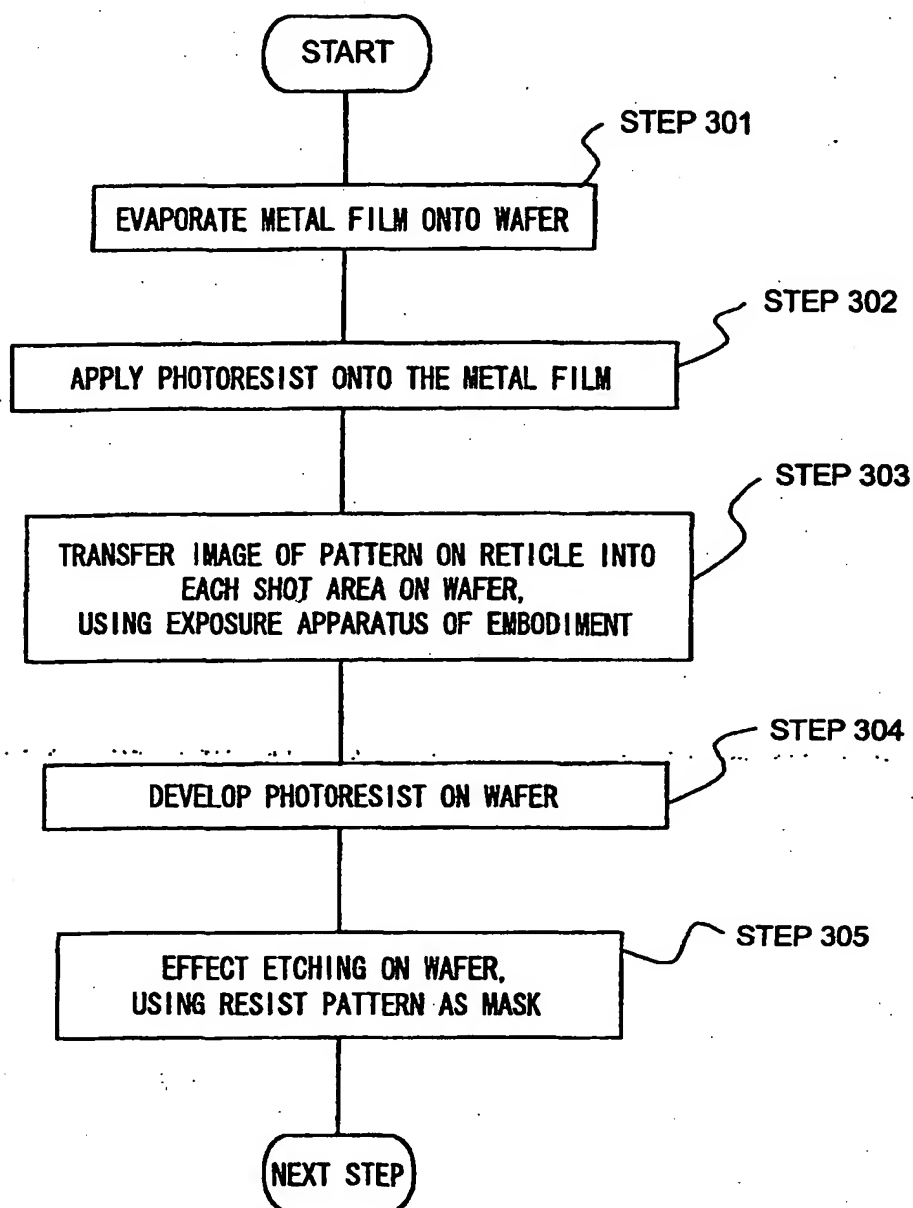 START
STEP 301
EVAPORATE METAL FILM ONTO WAFER
STEP 302
APPLY PHOTORESIST ONTO THE METAL FILM
STEP 303
TRANSFER IMAGE OF PATTERN ON RETICLE INTO
EACH SHOT AREA ON WAFER,
USING EXPOSURE APPARATUS OF EMBODIMENT
STEP 304
DEVELOP PHOTORESIST ON WAFER
STEP 305
EFFECT ETCHING ON WAFER,
USING RESIST PATTERN AS MASK
NEXT STEP